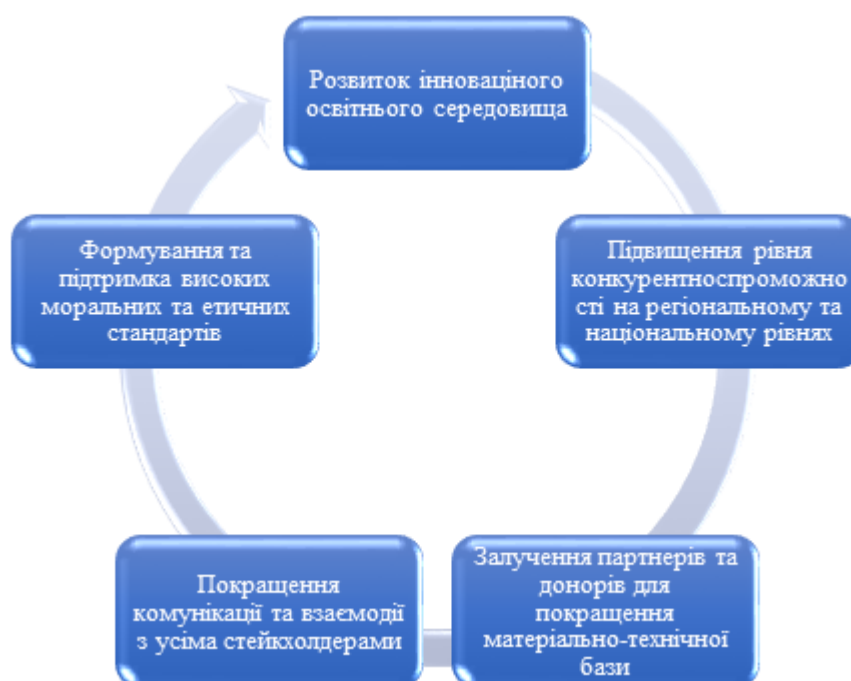 Розвиток інноваціного
освітнього середовища
Підвищення рівня
конкурентноспроможно
сті на регіональному та
національному рівнях
Залучення партнерів та
донорів для
покращення
матеріально-технічної
бази
Покращення
комунікації та взаємодії
з усіма стейкхолдерами
Формування та
підтримка високих
моральних та етичних
стандартів